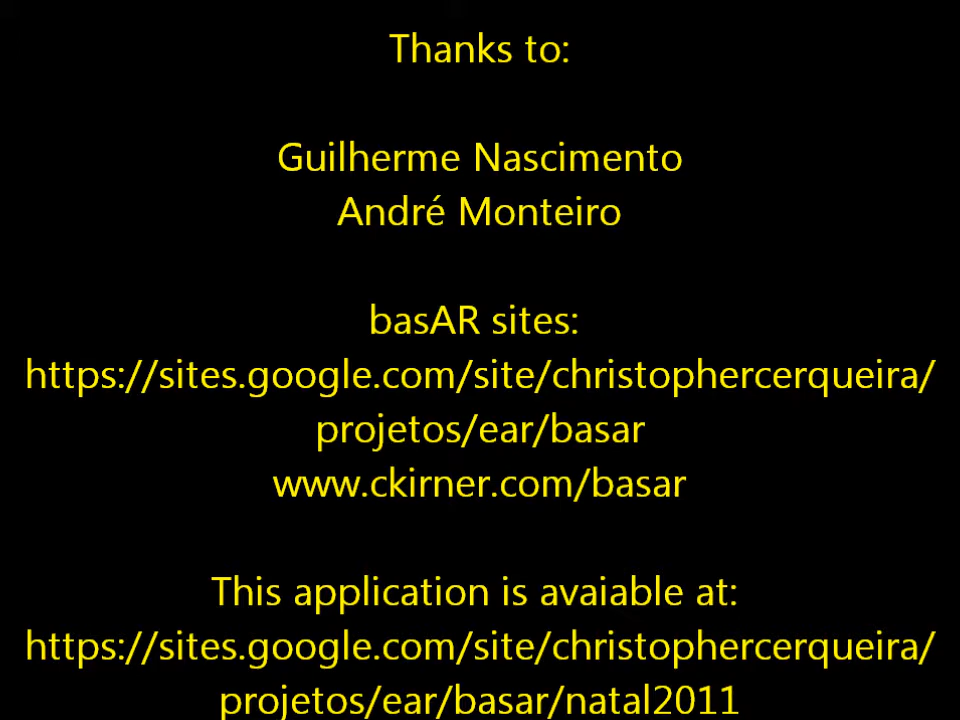 Thanks to:
Guilherme Nascimento
André Monteiro
basAR sites:
https://sites.google.com/site/christophercerqueira/
projetos/ear/basar
www.ckirner.com/basar
This application is avaiable at:
https://sites.google.com/site/christophercerqueira/
projetos/ear/basar/natal2011